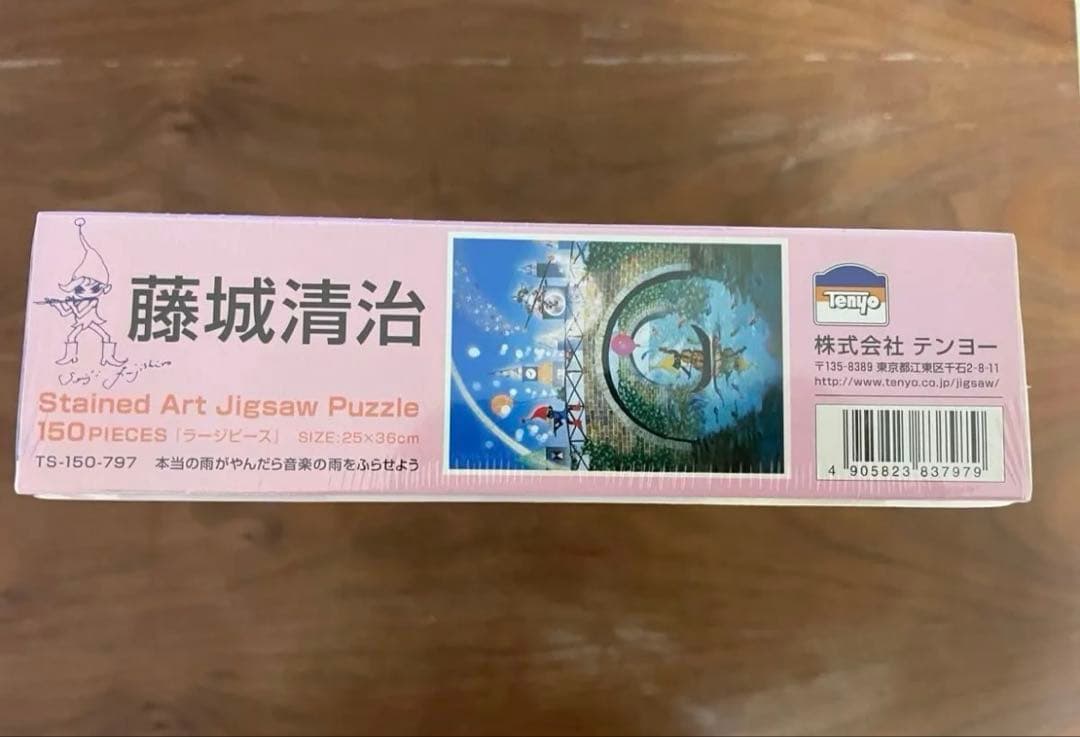 藤城清治
Seiji Fujishiro
Stained Art Jigsaw Puzzle
150PIECES「ラージピース」 SIZE:25×36cm
TS-150-797 本当の雨がやんだら音楽の雨をふらせよう
Tenyo
株式会社 テンヨー
〒135-8389 東京都江東区千石2-8-11
http://www.tenyo.co.jp/jigsaw/
4 905823 837979